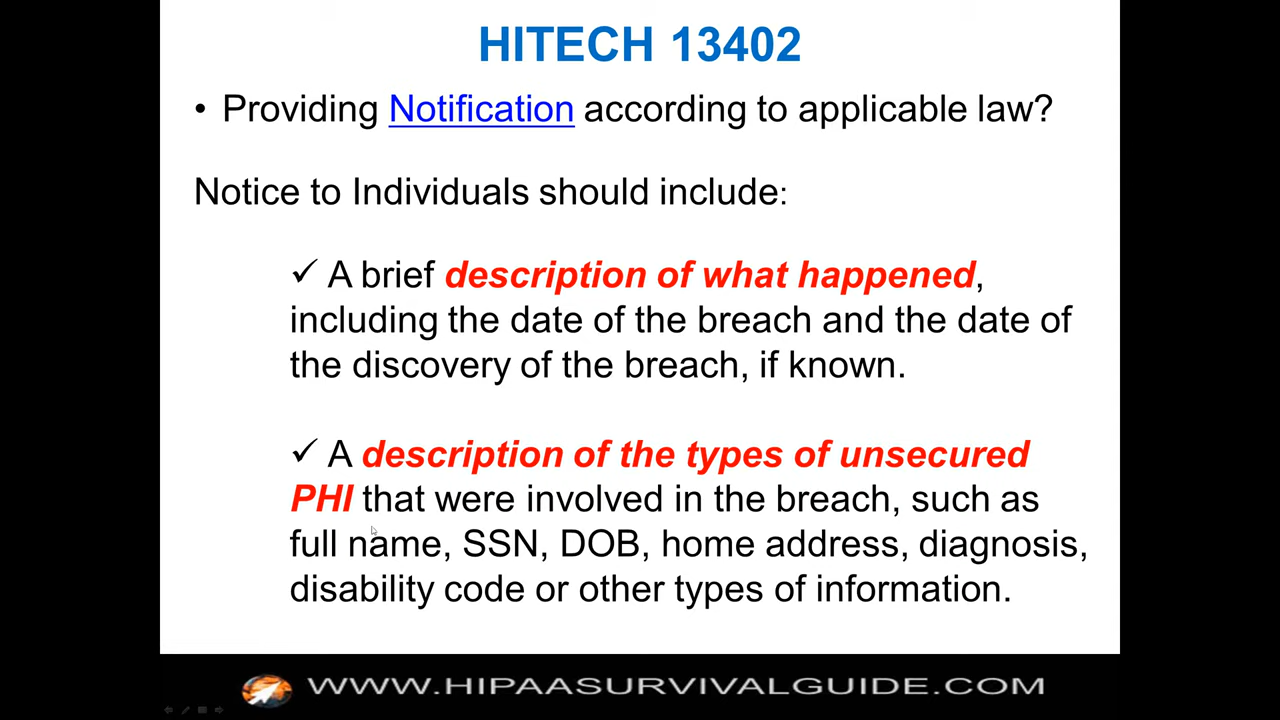 HITECH 13402
• Providing Notification according to applicable law?
Notice to Individuals should include:
✓ A brief description of what happened,
including the date of the breach and the date of
the discovery of the breach, if known.
✓ A description of the types of unsecured
PHI that were involved in the breach, such as
full name, SSN, DOB, home address, diagnosis,
disability code or other types of information.
WWW.HIPAASURVIVALGUIDE.COM